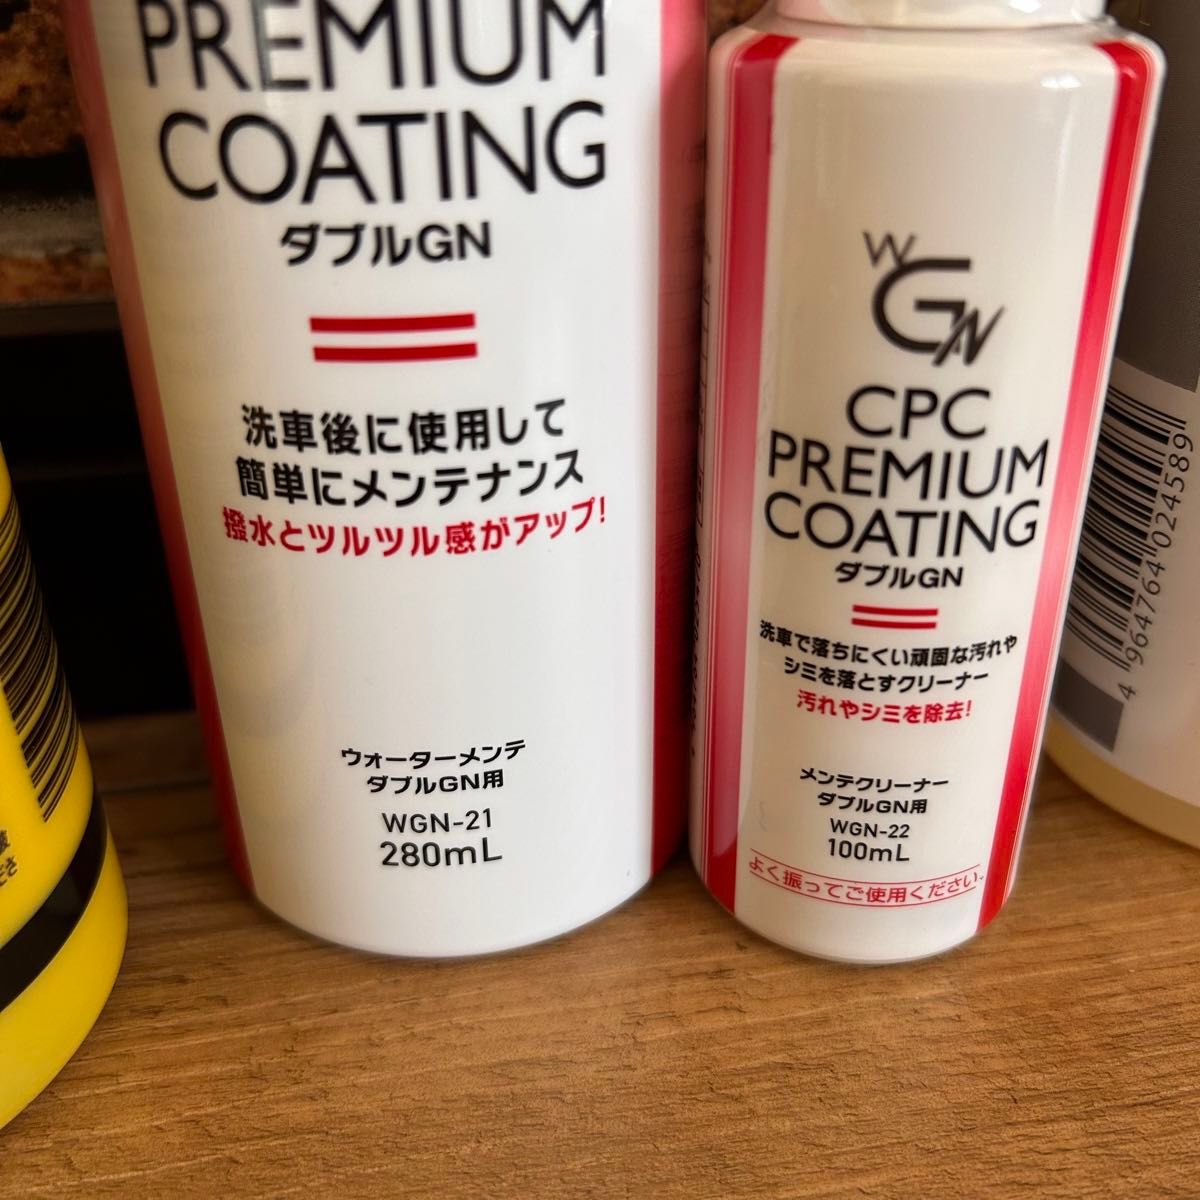 PREMIUM
COATING
ダブルGN
洗車後に使用して
簡単にメンテナンス
撥水とツルツル感がアップ!
ウォーターメンテ
ダブルGN用
WGN-21
280mL
WGN
CPC
PREMIUM
COATING
ダブルGN
洗車で落ちにくい頑固な汚れや
シミを落とすクリーナー
汚れやシミを除去!
メンテクリーナー
ダブルGN用
WGN-22
100mL
よく振ってご使用ください。
4964764024589